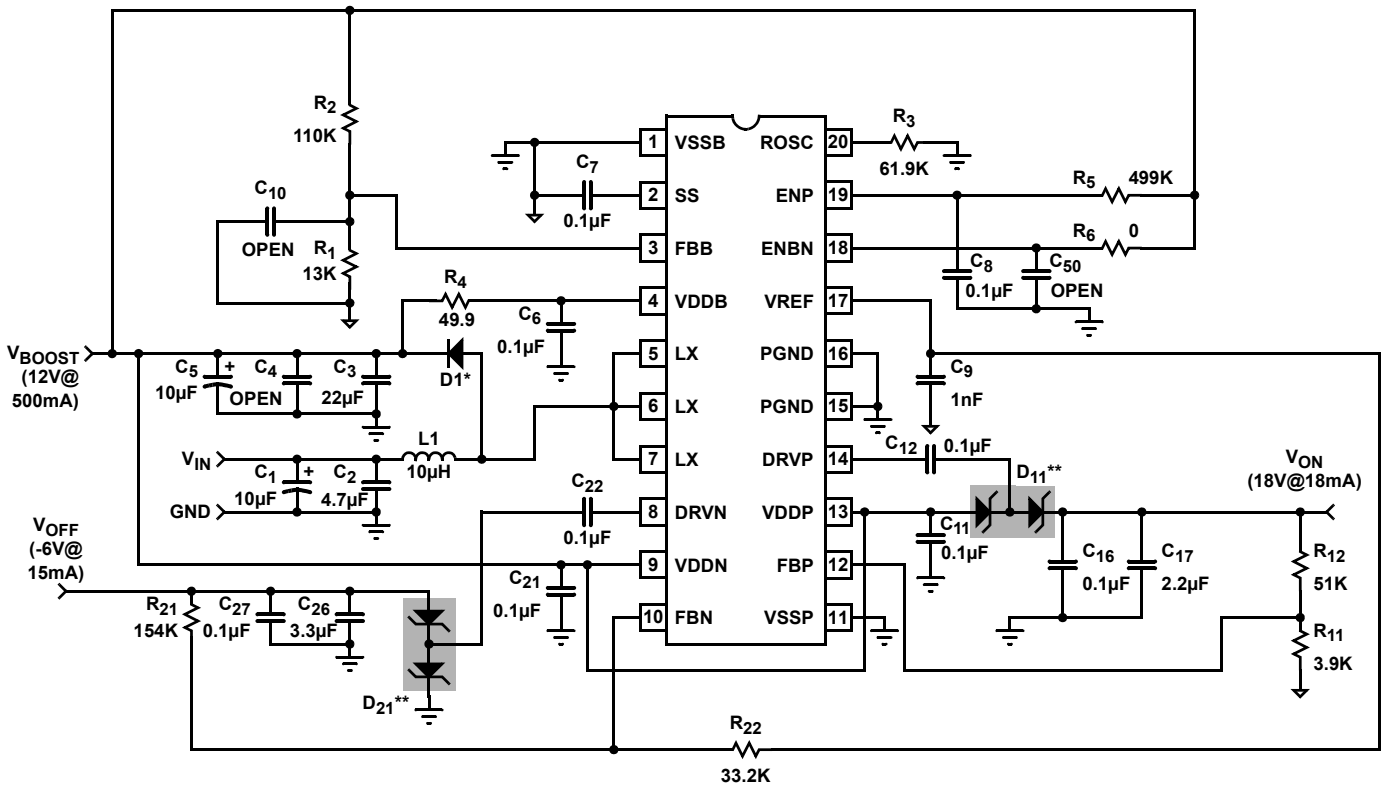 R2
110K
C10
OPEN
R1
13K
R4
49.9
C6
0.1µF
VBOOST
(12V@
500mA)
C5
+
10µF
C4
OPEN
C3
22µF
D1*
VIN
L1
10µH
C1
+
10µF
C2
4.7µF
GND
VOFF
(-6V@
15mA)
R21
154K
C27
0.1µF
C26
3.3µF
D21**
C22
0.1µF
C21
0.1µF
C7
0.1µF
1 VSSB
2 SS
3 FBB
4 VDDB
5 LX
6 LX
7 LX
8 DRVN
9 VDDN
10 FBN
ROSC 20
ENP 19
ENBN 18
VREF 17
PGND 16
PGND 15
DRVP 14
VDDP 13
FBP 12
VSSP 11
R3
61.9K
R5 499K
R6 0
C8
0.1µF
C50
OPEN
C9
1nF
C12 0.1µF
D11**
VON
(18V@18mA)
C11
0.1µF
C16
0.1µF
C17
2.2µF
R12
51K
R11
3.9K
R22
33.2K